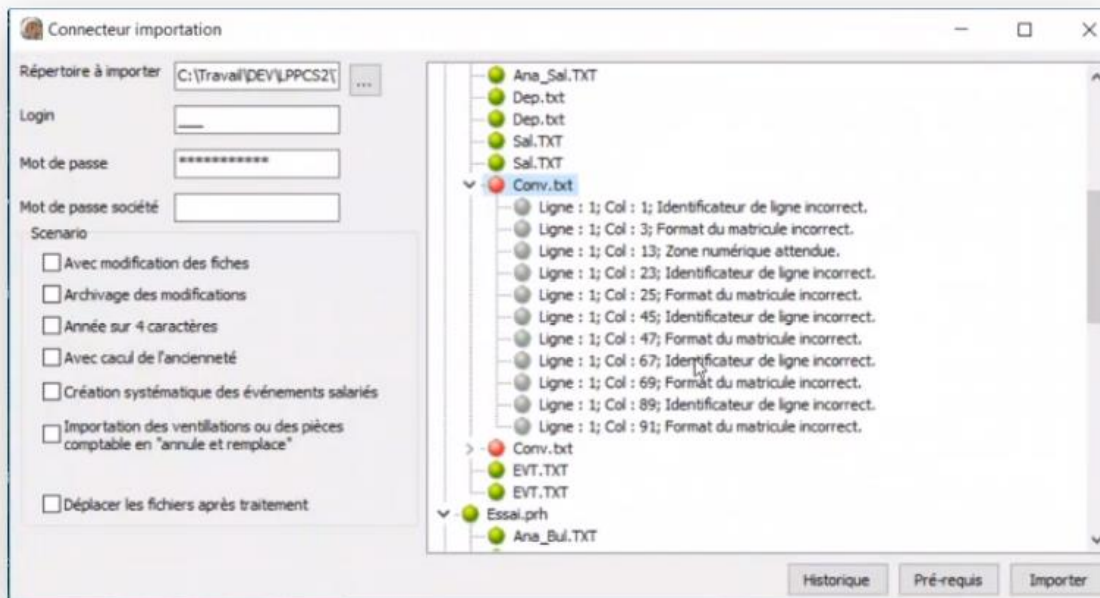 Connecteur importation
Répertoire à importer
C:\Travail\DEV\LPPCS2\
...
Login
___
Mot de passe
***********
Mot de passe société
Scenario
Avec modification des fiches
Archivage des modifications
Année sur 4 caractères
Avec cacul de l'ancienneté
Création systématique des événements salariés
Importation des ventillations ou des pièces
comptable en "annule et remplace"
Déplacer les fichiers après traitement
Ana_Sal.TXT
Dep.txt
Dep.txt
Sal.TXT
Sal.TXT
Conv.txt
Ligne : 1; Col : 1; Identificateur de ligne incorrect.
Ligne : 1; Col : 3; Format du matricule incorrect.
Ligne : 1; Col : 13; Zone numérique attendue.
Ligne : 1; Col : 23; Identificateur de ligne incorrect.
Ligne : 1; Col : 25; Format du matricule incorrect.
Ligne : 1; Col : 45; Identificateur de ligne incorrect.
Ligne : 1; Col : 47; Format du matricule incorrect.
Ligne : 1; Col : 67; Identificateur de ligne incorrect.
Ligne : 1; Col : 69; Format du matricule incorrect.
Ligne : 1; Col : 89; Identificateur de ligne incorrect.
Ligne : 1; Col : 91; Format du matricule incorrect.
Conv.txt
EVT.TXT
EVT.TXT
Essai.prh
Ana_Bul.TXT
Historique
Pré-requis
Importer